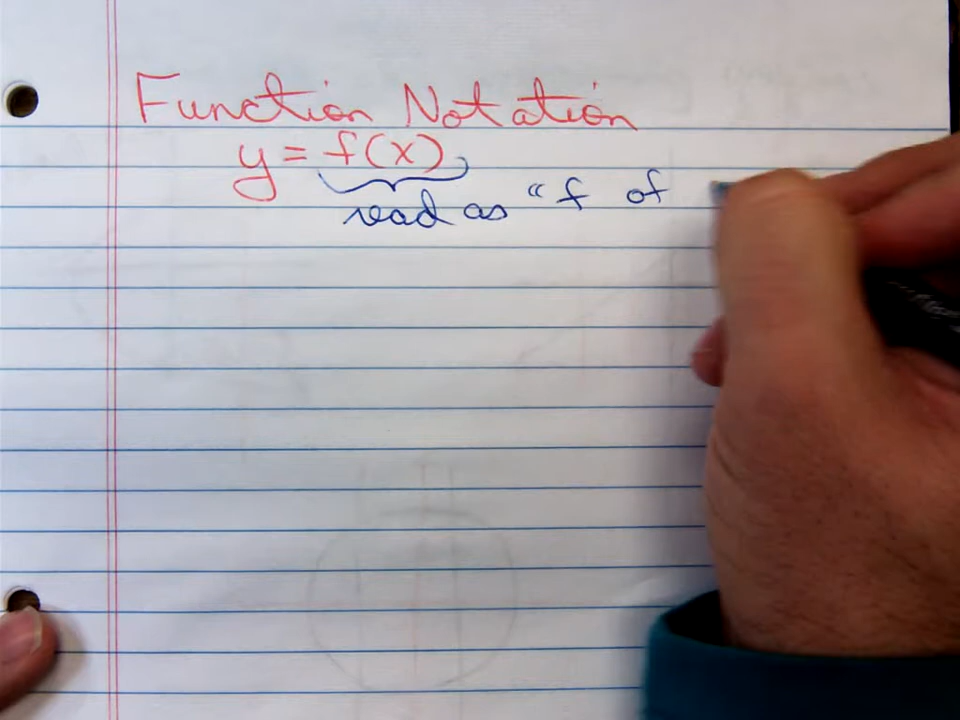 Function Notation
y = f(x)
read as "f of